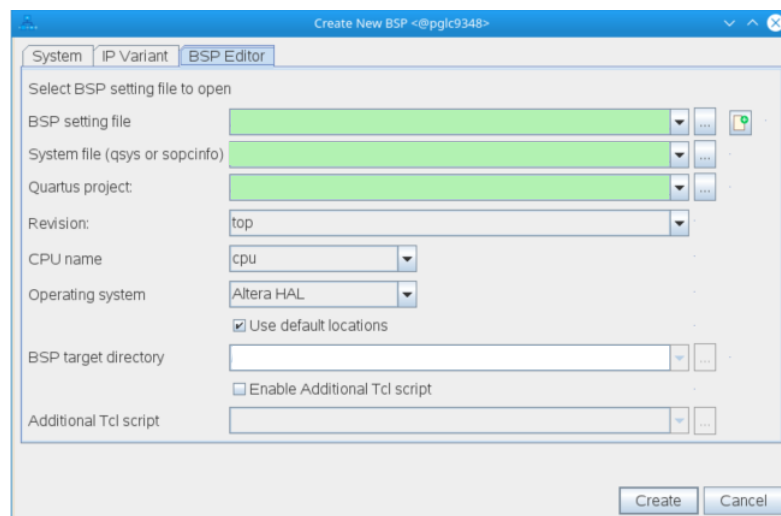 Create New BSP <@pglc9348>
System IP Variant BSP Editor
Select BSP setting file to open
BSP setting file ...
System file (qsys or sopcinfo) ...
Quartus project: ...
Revision: top
CPU name cpu
Operating system Altera HAL
Use default locations
BSP target directory ...
Enable Additional Tcl script
Additional Tcl script ...
Create Cancel